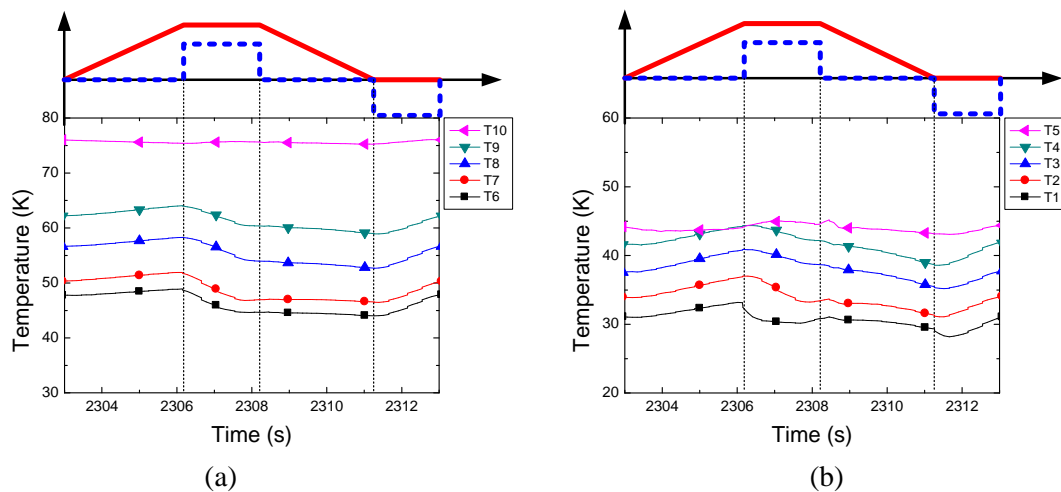 80
70
60
50
40
30
Temperature (K)
2304 2306 2308 2310 2312
Time (s)
T10
T9
T8
T7
T6
(a)
60
50
40
30
20
Temperature (K)
2304 2306 2308 2310 2312
Time (s)
T5
T4
T3
T2
T1
(b)